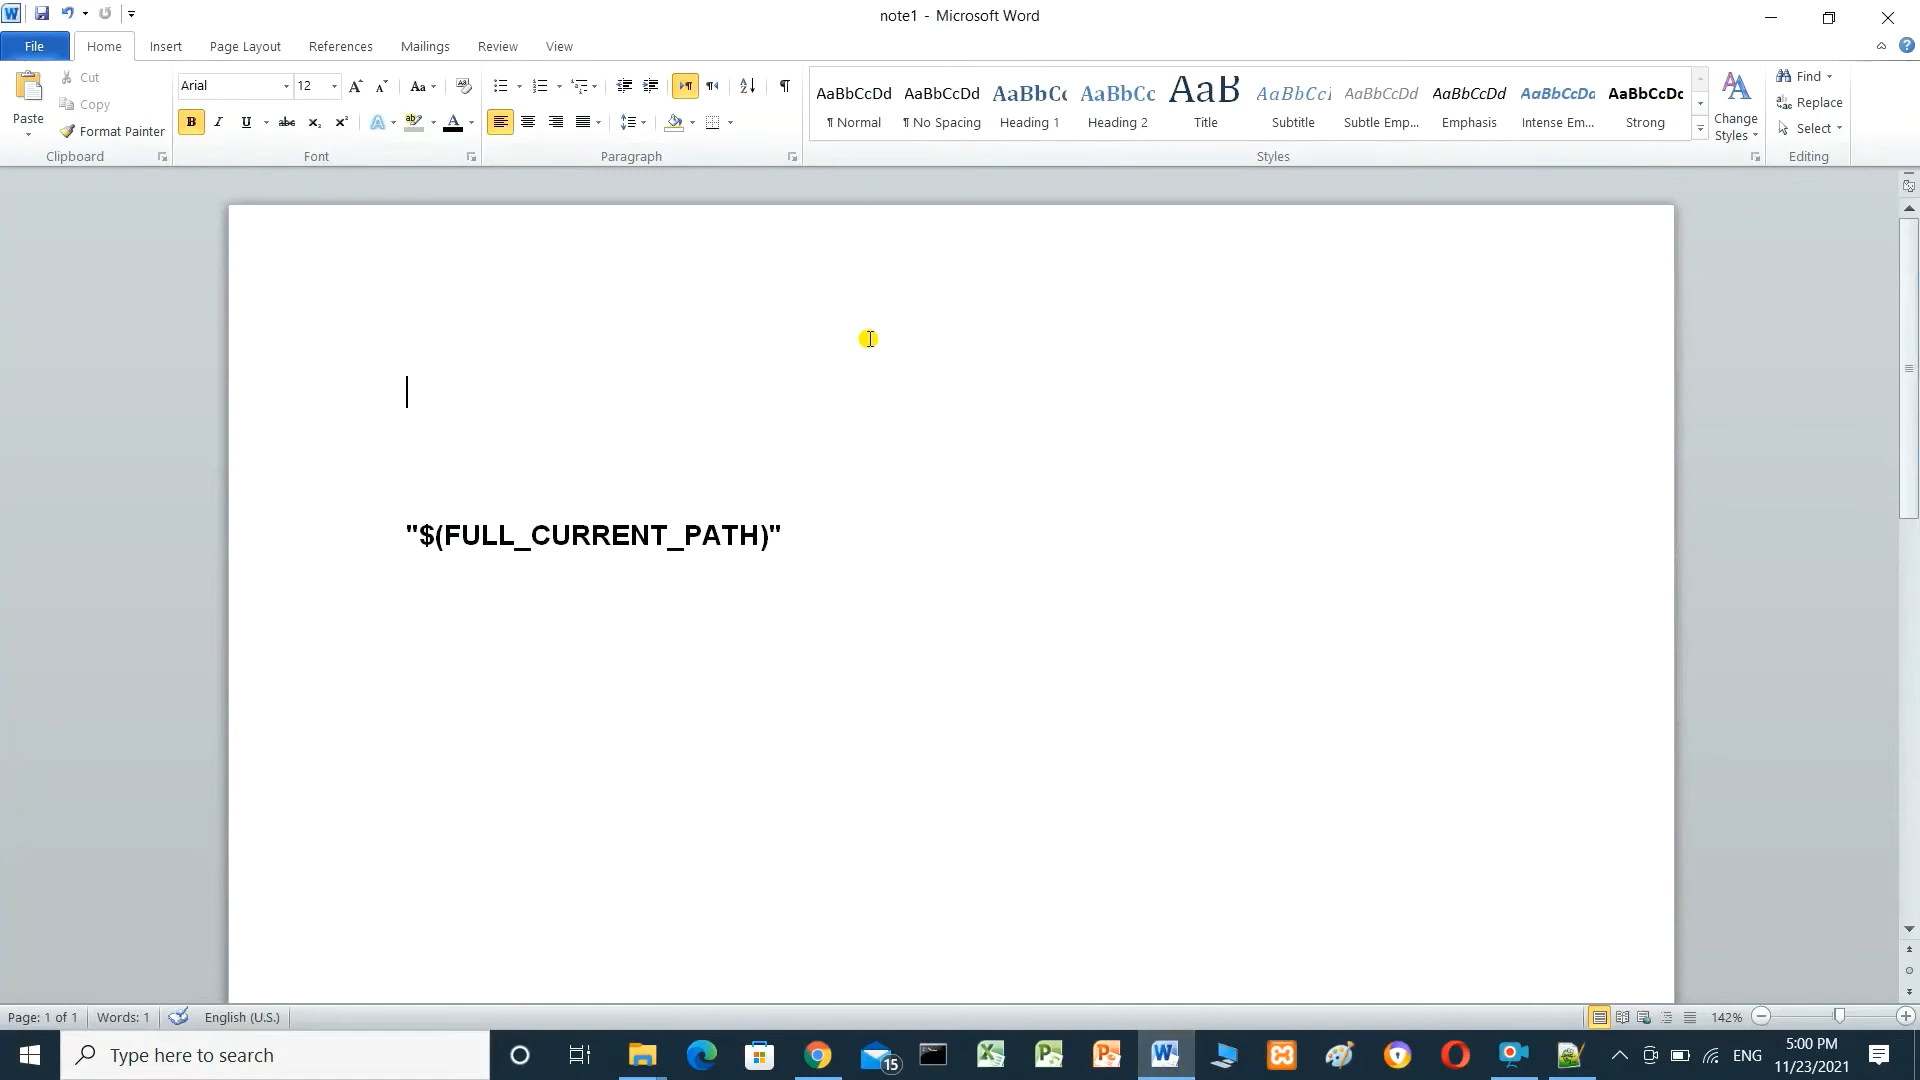 note1 - Microsoft Word
File Home Insert Page Layout References Mailings Review View
Paste
Cut
Copy
Format Painter
Clipboard
Arial 12
Font
Paragraph
AaBbCcDd AaBbCcDd AaBbCc AaBbCc AaB AaBbCcI AaBbCcDd AaBbCcDd AaBbCcDc AaBbCcDc
¶ Normal ¶ No Spacing Heading 1 Heading 2 Title Subtitle Subtle Emp... Emphasis Intense Em... Strong
Styles
Change
Styles
Find
Replace
Select
Editing
"$(FULL_CURRENT_PATH)"
Page: 1 of 1 Words: 1 English (U.S.) 142%
Type here to search
15
ENG
5:00 PM
11/23/2021